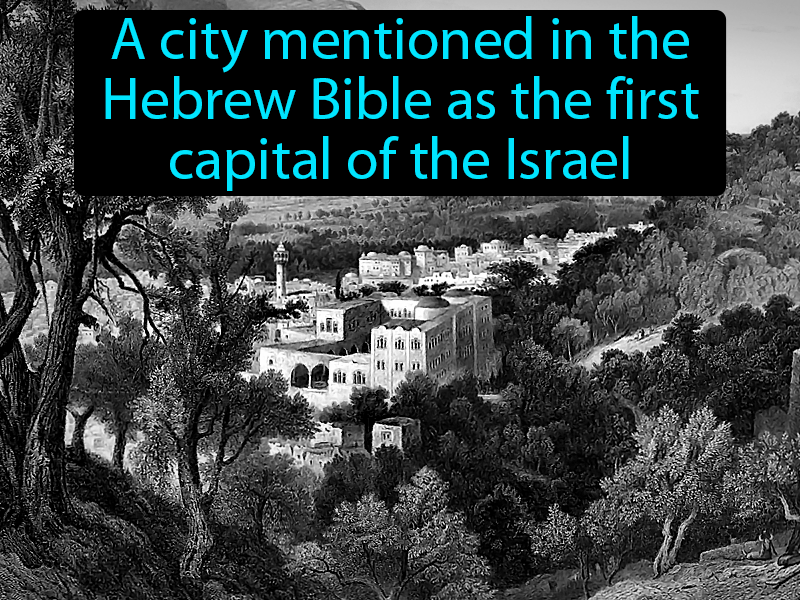 A city mentioned in the
Hebrew Bible as the first
capital of the Israel